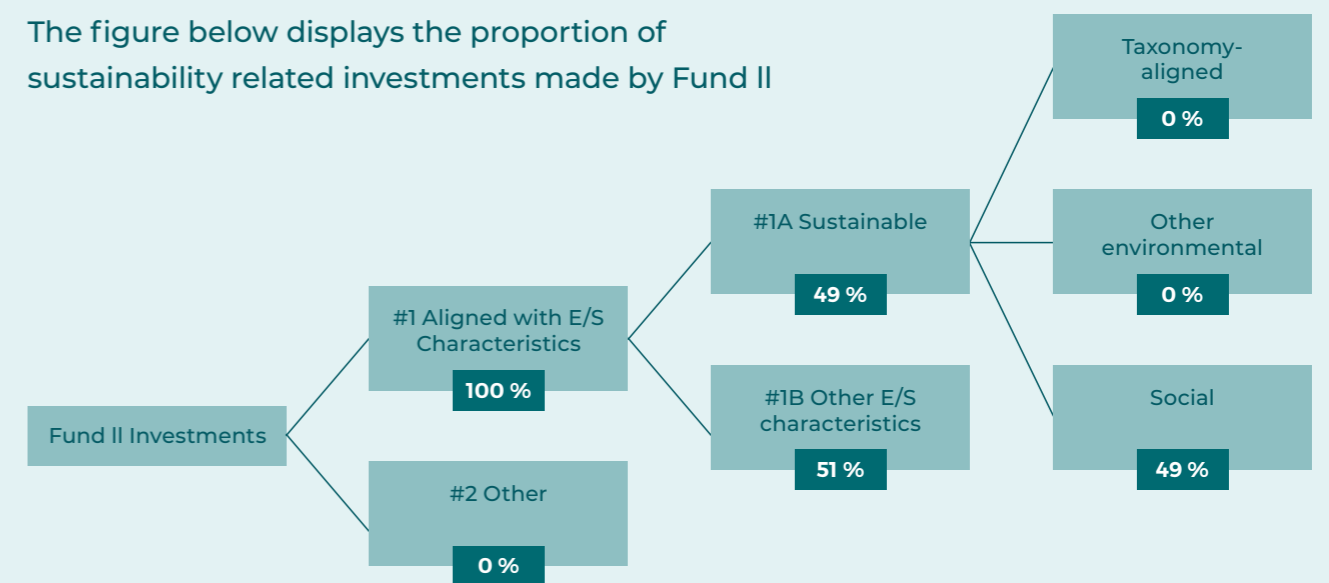 The figure below displays the proportion of
sustainability related investments made by Fund ll
Fund ll Investments
#1 Aligned with E/S
Characteristics
100 %
#2 Other
0 %
#1A Sustainable
49 %
#1B Other E/S
characteristics
51 %
Taxonomy-
aligned
0 %
Other
environmental
0 %
Social
49 %